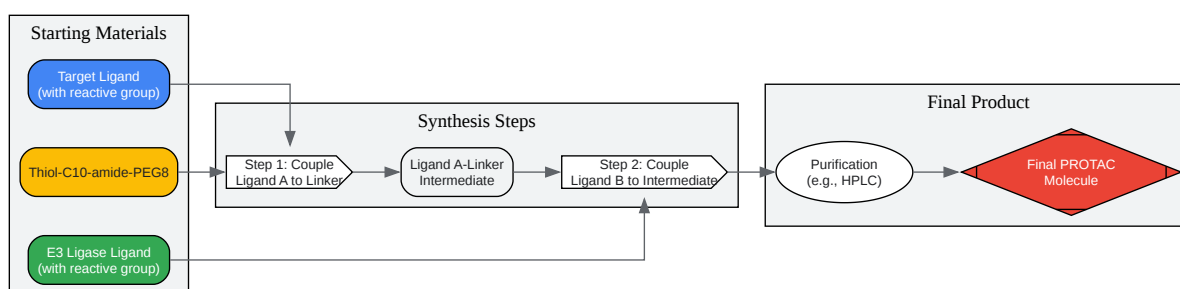 Starting Materials
Target Ligand
(with reactive group)
Thiol-C10-amide-PEG8
E3 Ligase Ligand
(with reactive group)
Synthesis Steps
Step 1: Couple
Ligand A to Linker
Ligand A-Linker
Intermediate
Step 2: Couple
Ligand B to Intermediate
Final Product
Purification
(e.g., HPLC)
Final PROTAC
Molecule